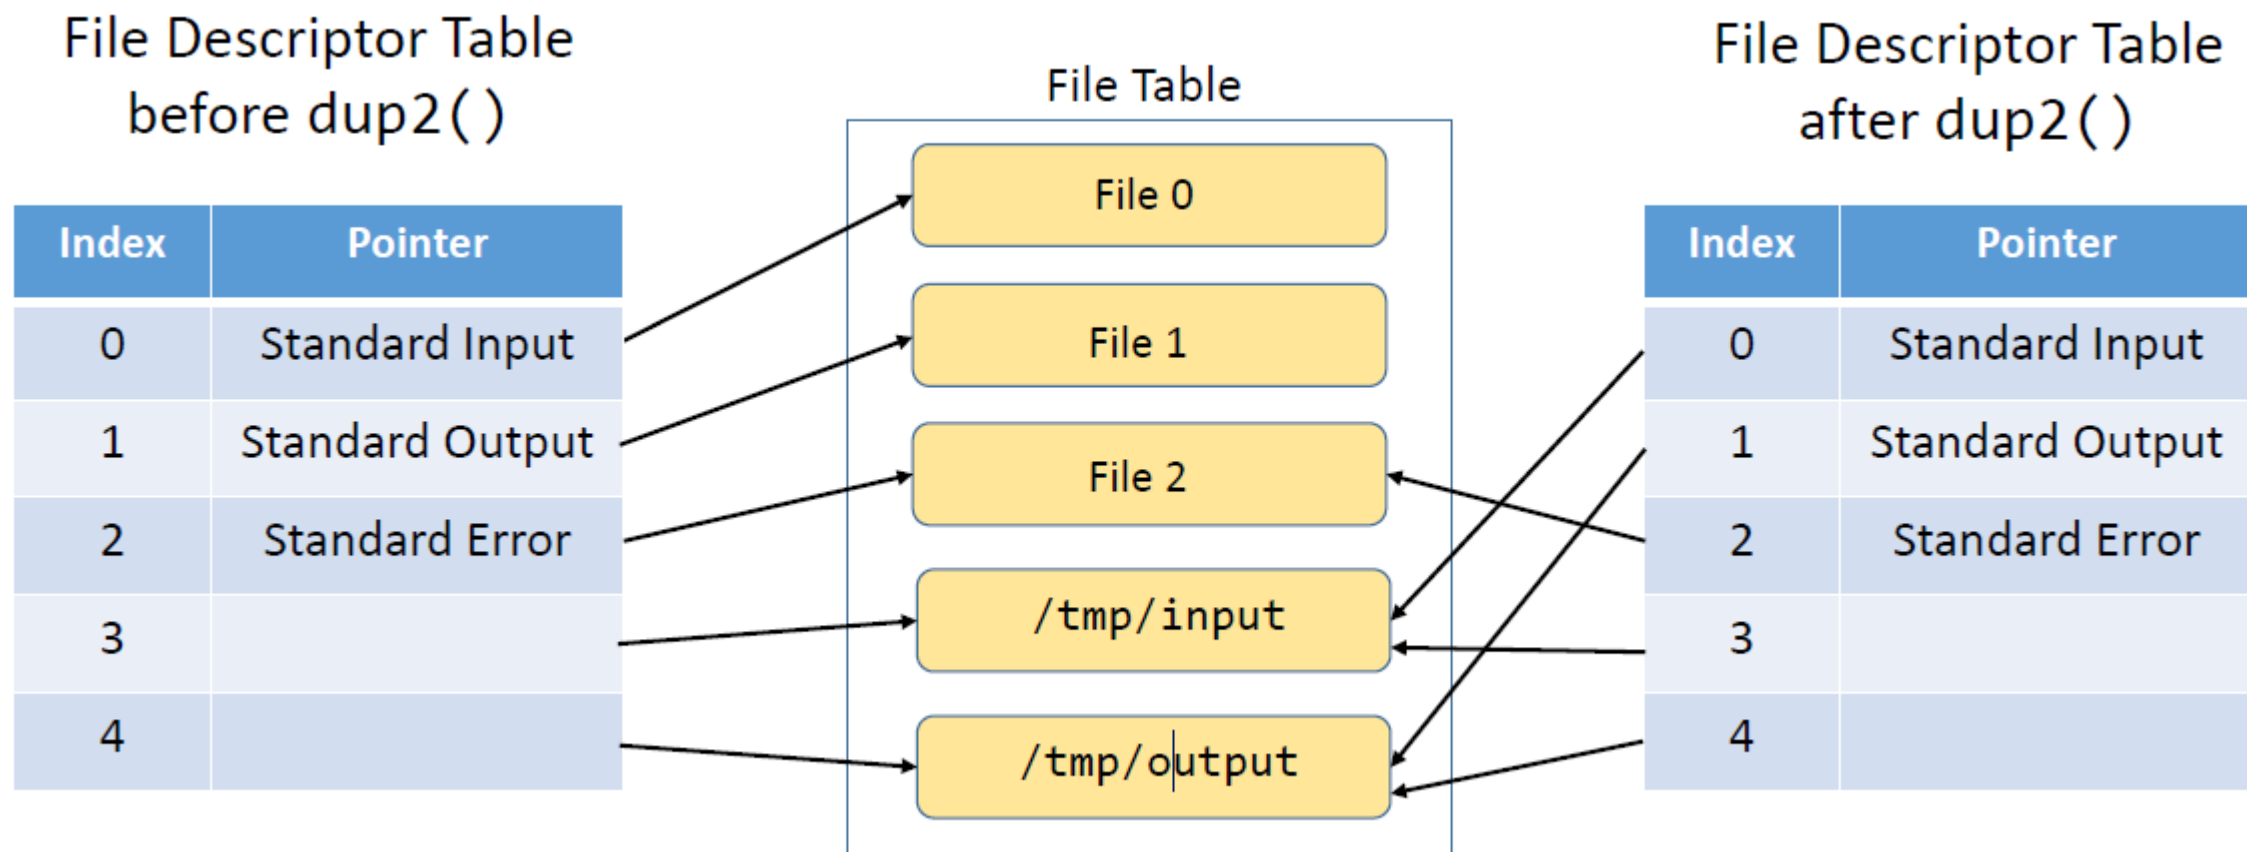 File Descriptor Table
before dup2()
Index Pointer
0 Standard Input
1 Standard Output
2 Standard Error
3
4
File Table
File 0
File 1
File 2
/tmp/input
/tmp/output
File Descriptor Table
after dup2()
Index Pointer
0 Standard Input
1 Standard Output
2 Standard Error
3
4